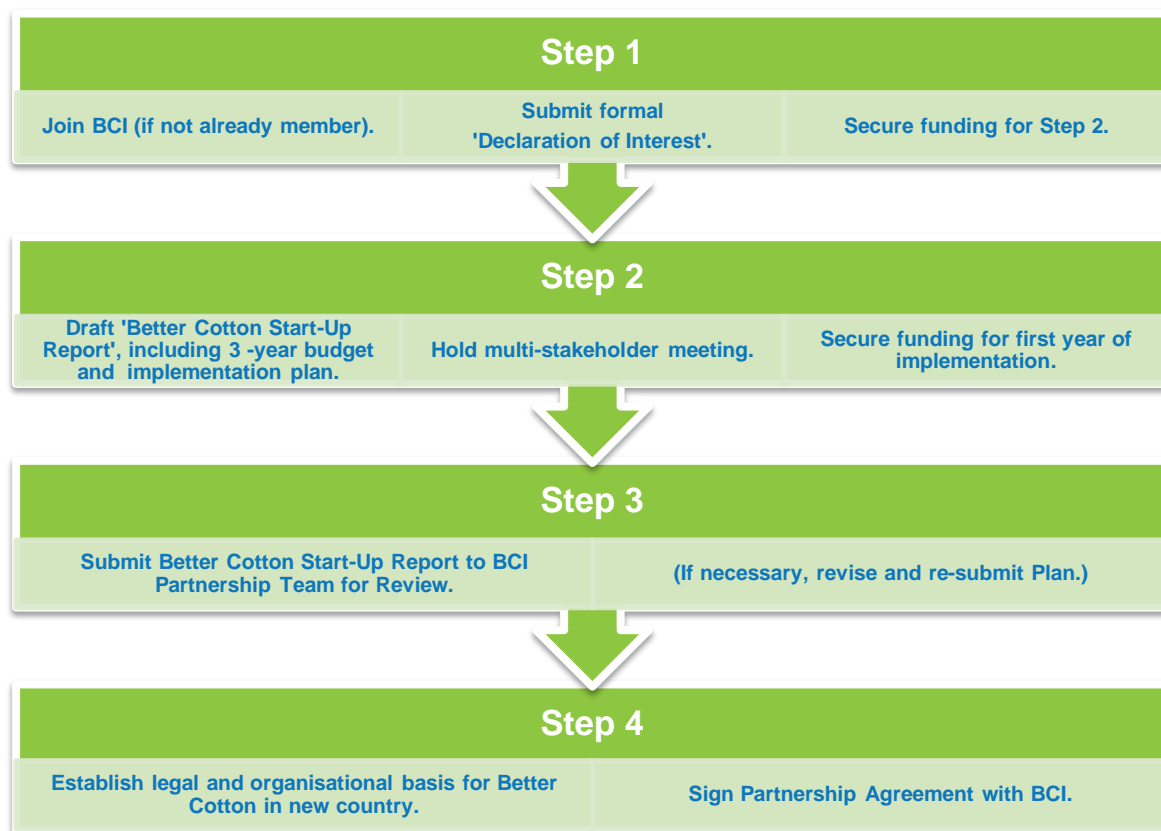 Step 1
Join BCI (if not already member).
Submit formal
'Declaration of Interest'.
Secure funding for Step 2.
Step 2
Draft 'Better Cotton Start-Up
Report', including 3 -year budget
and implementation plan.
Hold multi-stakeholder meeting.
Secure funding for first year of
implementation.
Step 3
Submit Better Cotton Start-Up Report to BCI
Partnership Team for Review.
(If necessary, revise and re-submit Plan.)
Step 4
Establish legal and organisational basis for Better
Cotton in new country.
Sign Partnership Agreement with BCI.